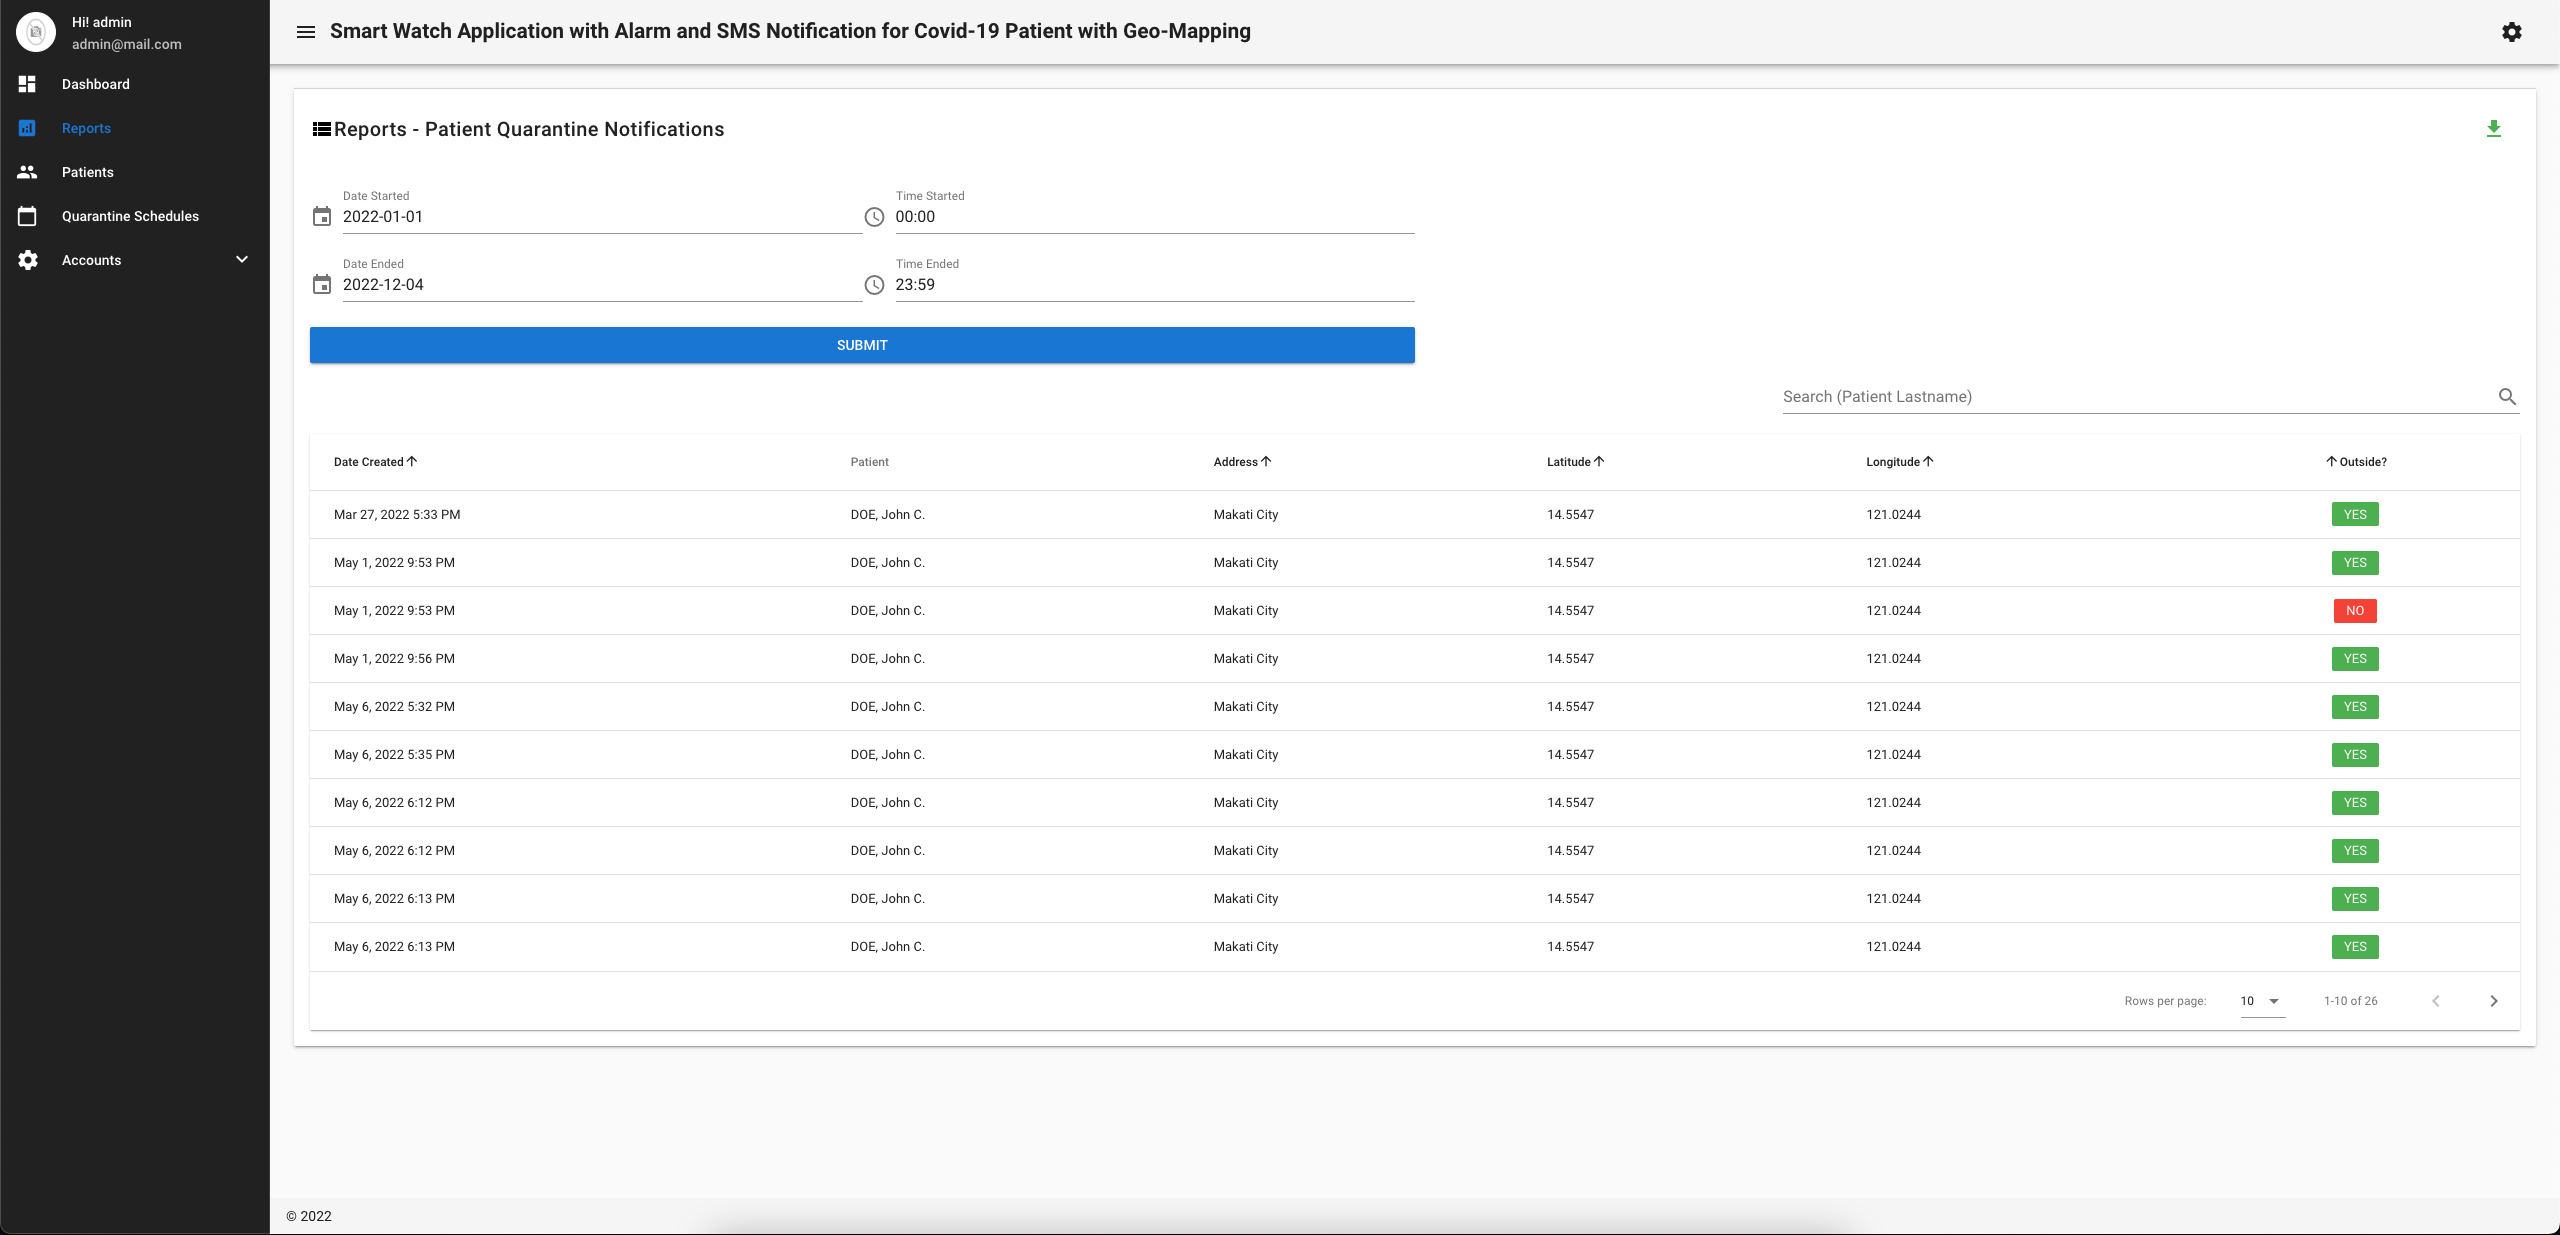 Hi! admin
admin@mail.com
Dashboard
Reports
Patients
Quarantine Schedules
Accounts
Smart Watch Application with Alarm and SMS Notification for Covid-19 Patient with Geo-Mapping
Reports - Patient Quarantine Notifications
Date Started
2022-01-01
Time Started
00:00
Date Ended
2022-12-04
Time Ended
23:59
SUBMIT
Search (Patient Lastname)
Date Created Patient Address Latitude Longitude Outside?
Mar 27, 2022 5:33 PM DOE, John C. Makati City 14.5547 121.0244 YES
May 1, 2022 9:53 PM DOE, John C. Makati City 14.5547 121.0244 YES
May 1, 2022 9:53 PM DOE, John C. Makati City 14.5547 121.0244 NO
May 1, 2022 9:56 PM DOE, John C. Makati City 14.5547 121.0244 YES
May 6, 2022 5:32 PM DOE, John C. Makati City 14.5547 121.0244 YES
May 6, 2022 5:35 PM DOE, John C. Makati City 14.5547 121.0244 YES
May 6, 2022 6:12 PM DOE, John C. Makati City 14.5547 121.0244 YES
May 6, 2022 6:12 PM DOE, John C. Makati City 14.5547 121.0244 YES
May 6, 2022 6:13 PM DOE, John C. Makati City 14.5547 121.0244 YES
May 6, 2022 6:13 PM DOE, John C. Makati City 14.5547 121.0244 YES
Rows per page: 10 1-10 of 26
© 2022